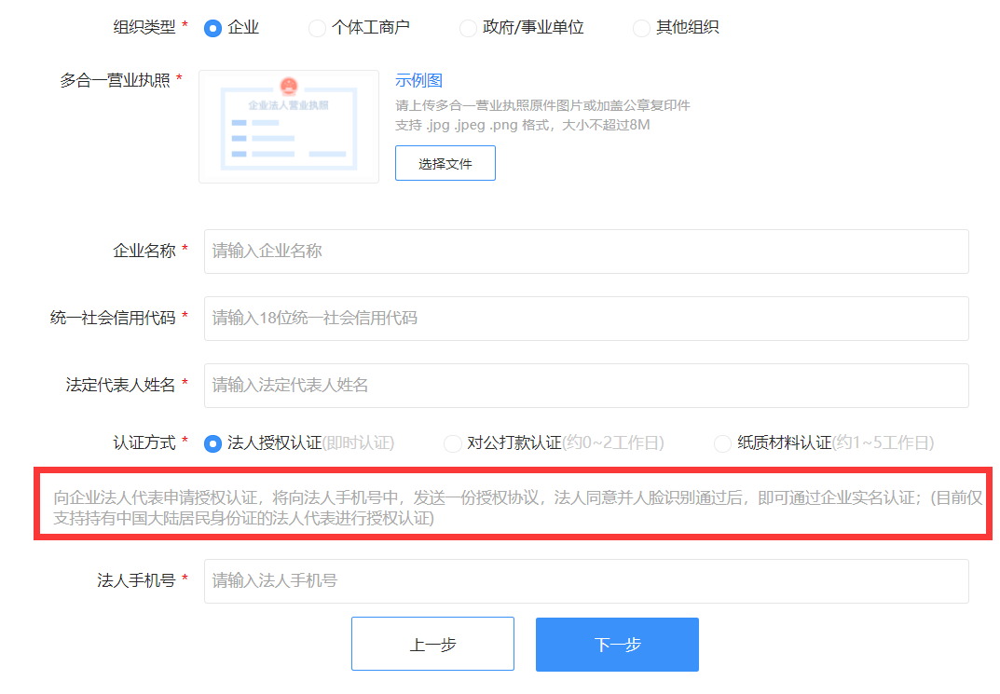 组织类型 * 企业 个体工商户 政府/事业单位 其他组织
多合一营业执照 * 示例图
企业法人营业执照
请上传多合一营业执照原件图片或加盖公章复印件
支持 .jpg .jpeg .png 格式，大小不超过8M
选择文件
企业名称 * 请输入企业名称
统一社会信用代码 * 请输入18位统一社会信用代码
法定代表人姓名 * 请输入法定代表人姓名
认证方式 * 法人授权认证(即时认证) 对公打款认证(约0~2工作日) 纸质材料认证(约1~5工作日)
向企业法人代表申请授权认证，将向法人手机号中，发送一份授权协议，法人同意并人脸识别通过后，即可通过企业实名认证；(目前仅
支持持有中国大陆居民身份证的法人代表进行授权认证)
法人手机号 * 请输入法人手机号
上一步 下一步